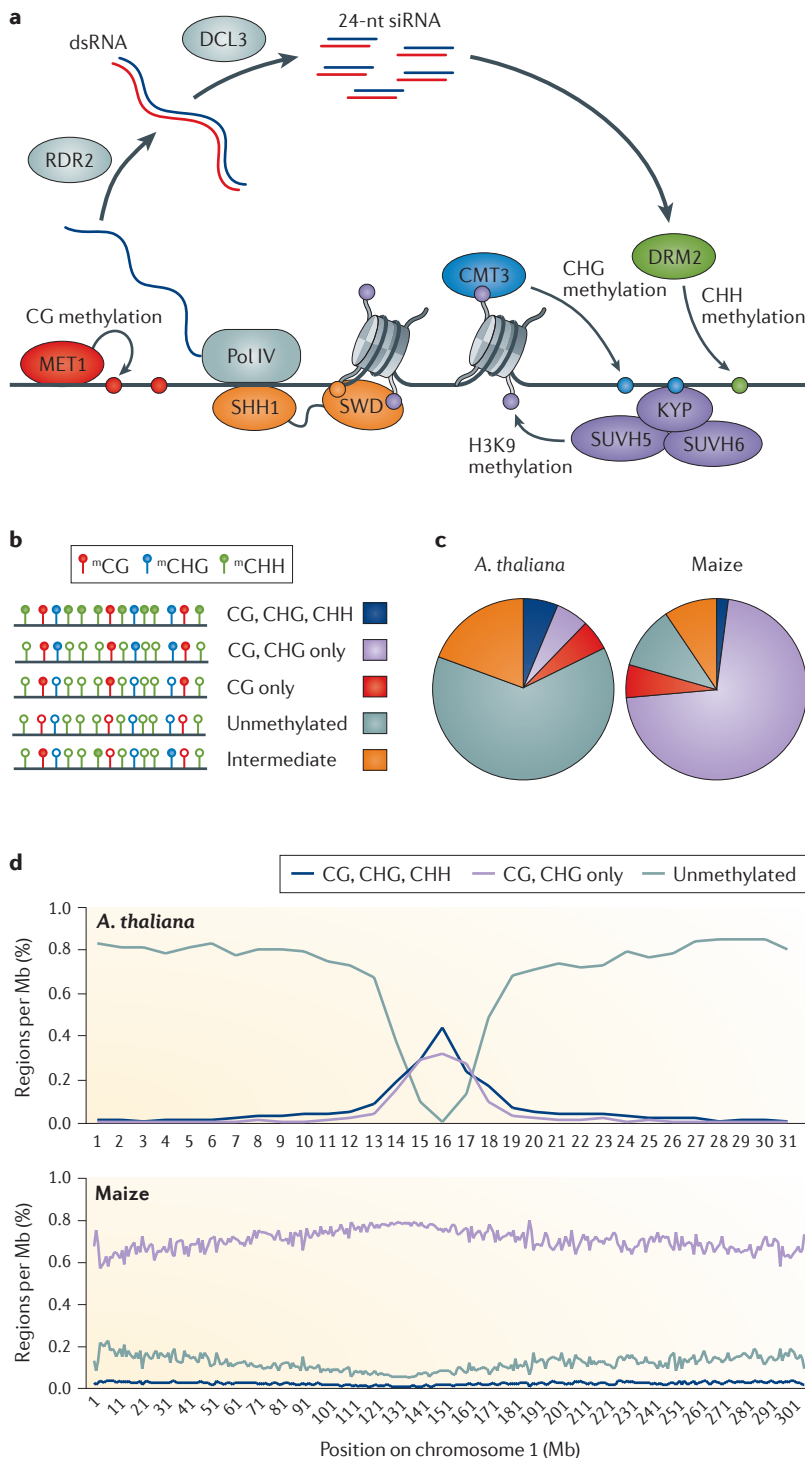 a
dsRNA
DCL3
24-nt siRNA
RDR2
CG methylation
MET1
Pol IV
SHH1
SWD
CMT3
CHG
methylation
DRM2
CHH
methylation
H3K9
methylation
KYP
SUVH5
SUVH6
b
mCG mCHG mCHH
CG, CHG, CHH
CG, CHG only
CG only
Unmethylated
Intermediate
c
A. thaliana
Maize
d
CG, CHG, CHH CG, CHG only Unmethylated
A. thaliana
Regions per Mb (%)
1.0
0.8
0.6
0.4
0.2
0.0
1 2 3 4 5 6 7 8 9 10 11 12 13 14 15 16 17 18 19 20 21 22 23 24 25 26 27 28 29 30 31
Maize
Regions per Mb (%)
1.0
0.8
0.6
0.4
0.2
0.0
1 11 21 31 41 51 61 71 81 91 101 111 121 131 141 151 161 171 181 191 201 211 221 231 241 251 261 271 281 291 301
Position on chromosome 1 (Mb)